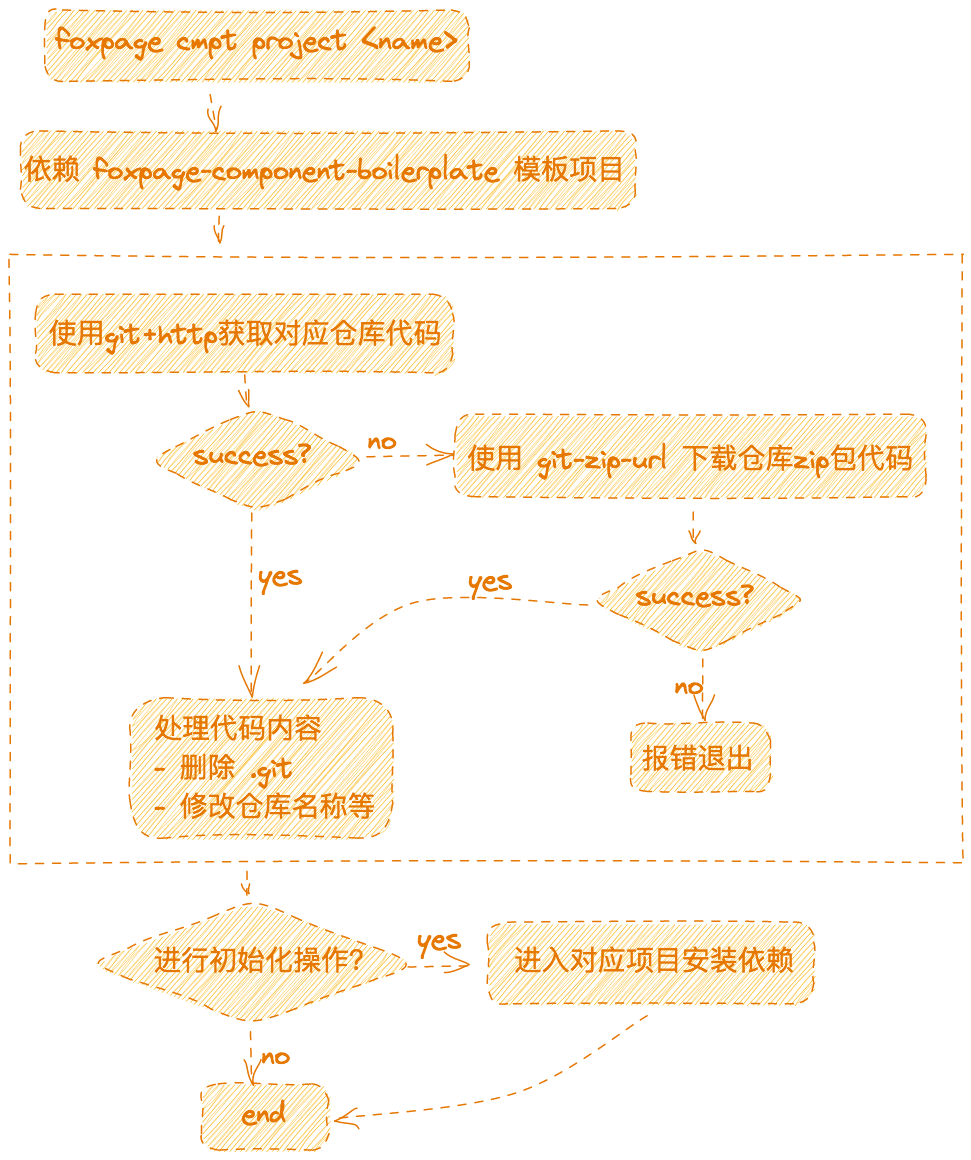 foxpage cmpt project <name>
依赖 foxpage-component-boilerplate 模板项目
使用git+http获取对应仓库代码
success?
no
使用 git-zip-url 下载仓库zip包代码
yes
yes
success?
no
处理代码内容
- 删除 .git
- 修改仓库名称等
报错退出
进行初始化操作?
yes
进入对应项目安装依赖
no
end